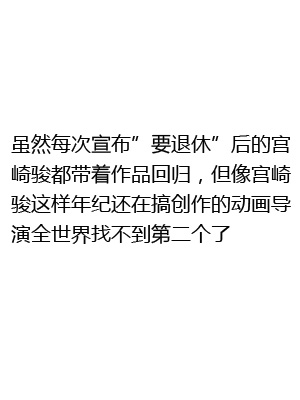 虽然每次宣布”要退休”后的宫
崎骏都带着作品回归，但像宫崎
骏这样年纪还在搞创作的动画导
演全世界找不到第二个了